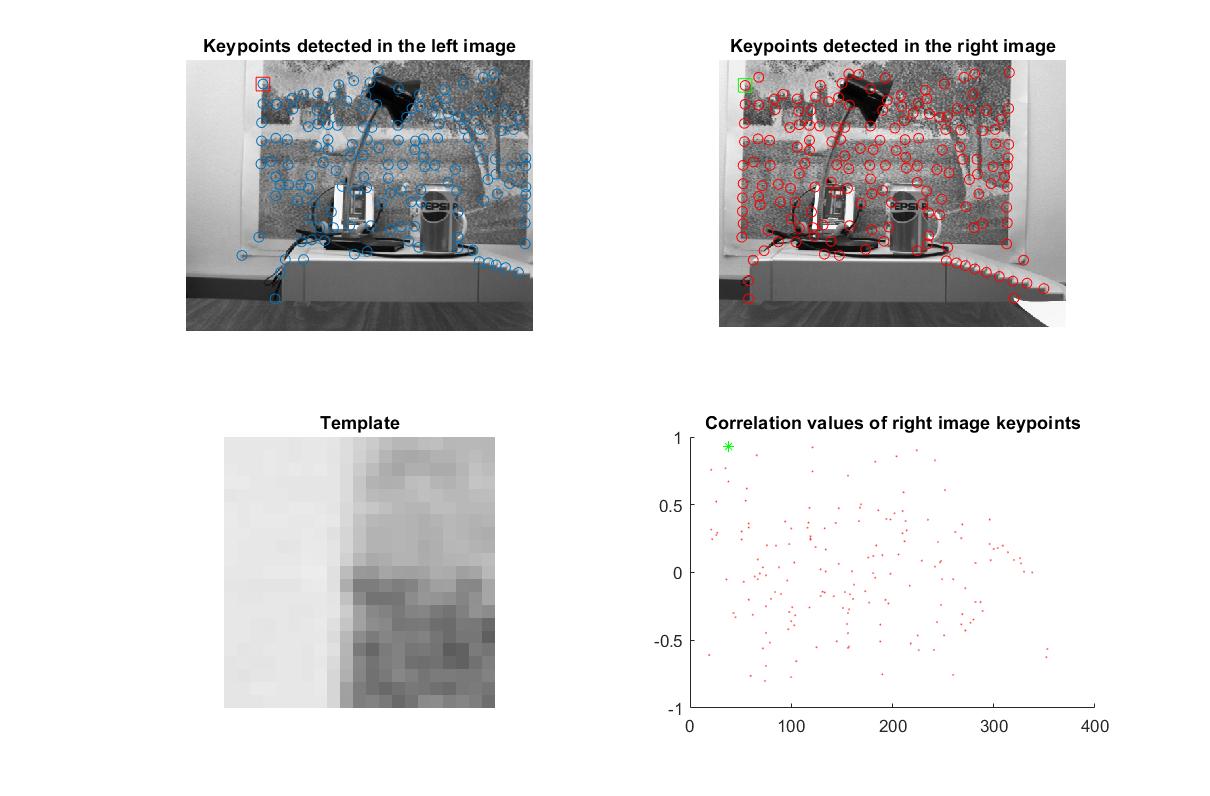 Keypoints detected in the left image
Keypoints detected in the right image
PEPSI P
PEPSI P
Template
Correlation values of right image keypoints
1
0.5
0
-0.5
-1
0 100 200 300 400